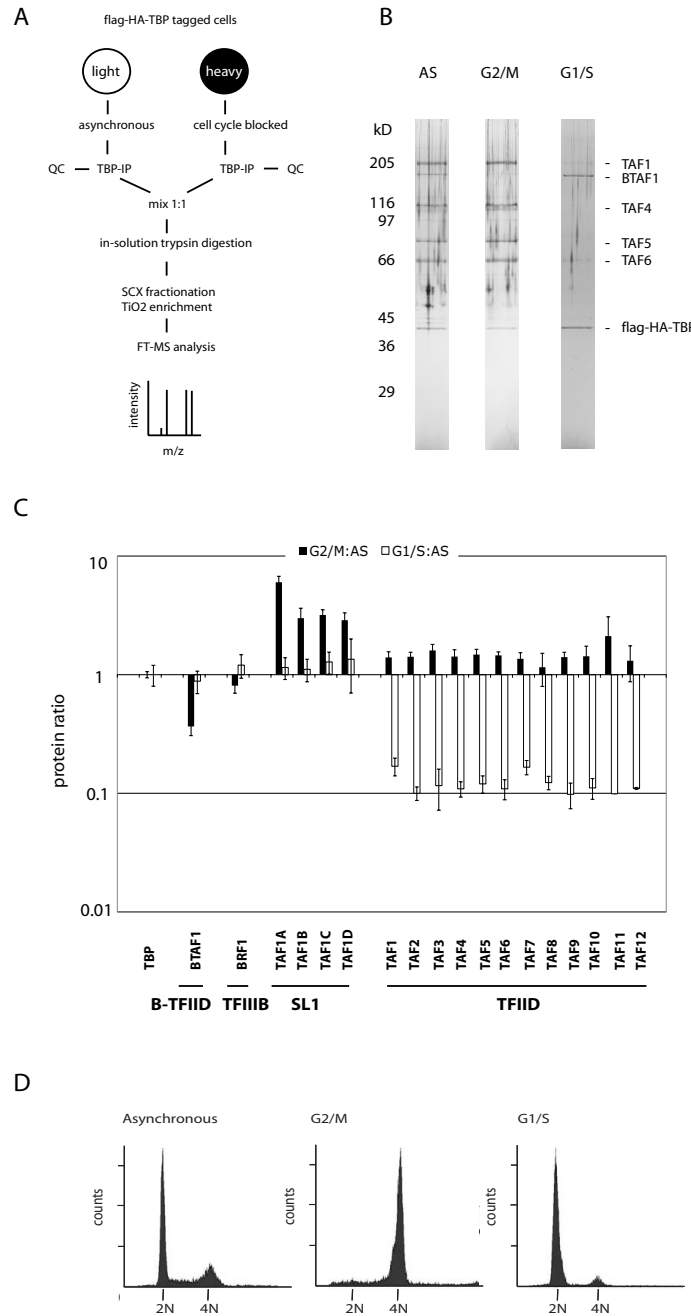 A
flag-HA-TBP tagged cells
light
heavy
asynchronous
cell cycle blocked
QC
TBP-IP
TBP-IP
QC
mix 1:1
in-solution trypsin digestion
SCX fractionation
TiO2 enrichment
FT-MS analysis
intensity
m/z
B
AS
G2/M
G1/S
kD
205
116
97
66
45
36
29
- TAF1
- BTAF1
- TAF4
- TAF5
- TAF6
- flag-HA-TBP
C
G2/M:AS
G1/S:AS
protein ratio
10
1
0.1
0.01
TBP
BTAF1
BRF1
TAF1A
TAF1B
TAF1C
TAF1D
TAF1
TAF2
TAF3
TAF4
TAF5
TAF6
TAF7
TAF8
TAF9
TAF10
TAF11
TAF12
B-TFIID
TFIIIB
SL1
TFIID
D
Asynchronous
G2/M
G1/S
counts
counts
counts
2N
4N
2N
4N
2N
4N